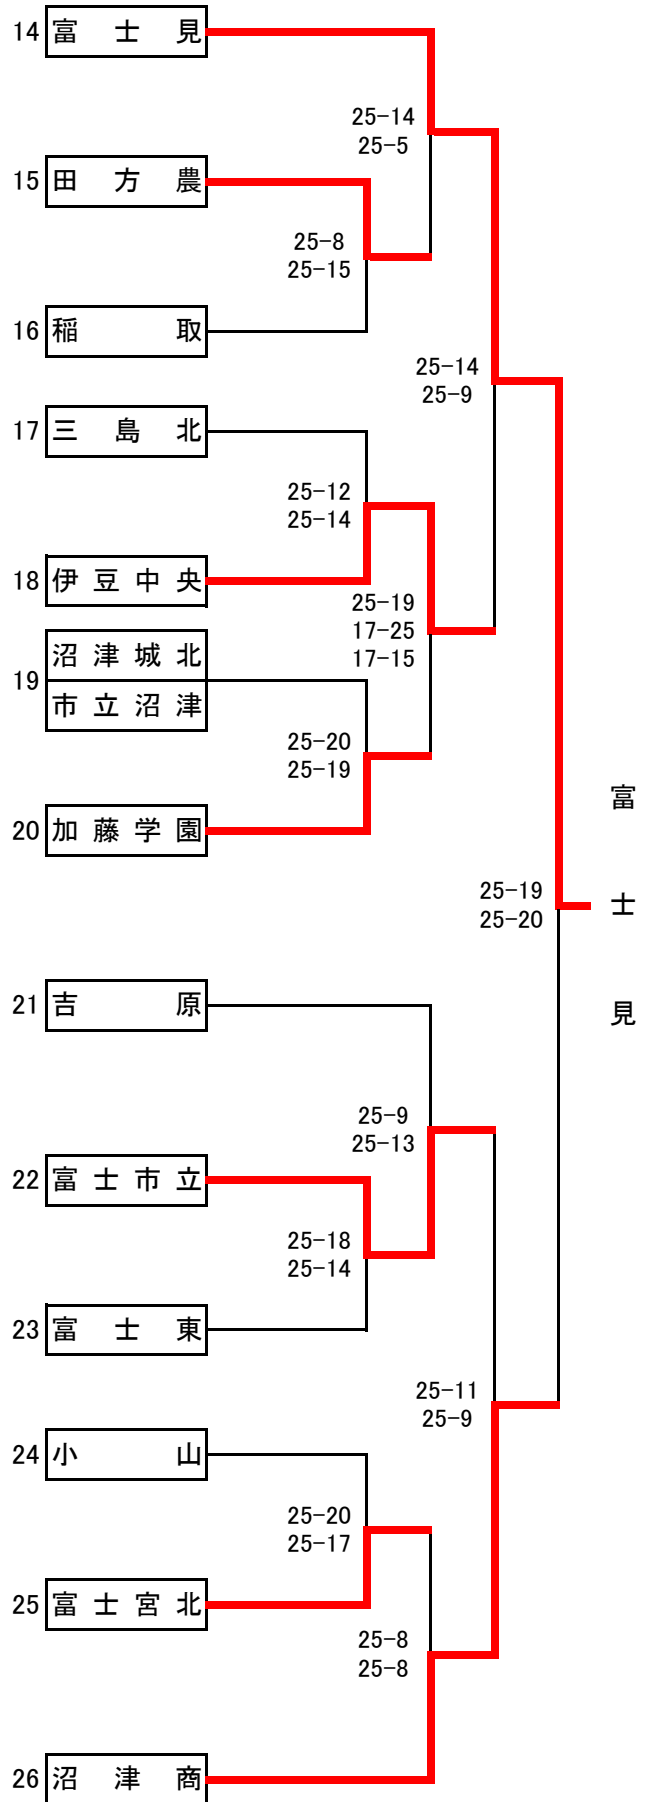 14 富士見
25-14
25-5
15 田方農
25-8
25-15
16 稲取
25-14
25-9
17 三島北
25-12
25-14
18 伊豆中央
25-19
17-25
17-15
沼津城北
19
市立沼津
25-20
25-19
20 加藤学園
富士見
25-19
25-20
21 吉原
25-9
25-13
22 富士市立
25-18
25-14
23 富士東
25-11
25-9
24 小山
25-20
25-17
25 富士宮北
25-8
25-8
26 沼津商